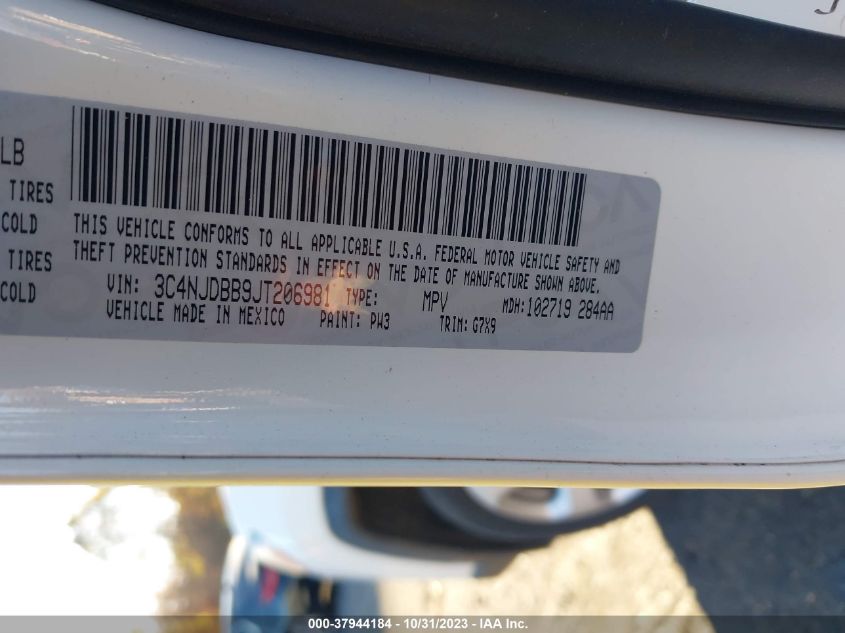 LB
TIRES
COLD
TIRES
COLD
THIS VEHICLE CONFORMS TO ALL APPLICABLE U.S.A. FEDERAL MOTOR VEHICLE SAFETY AND
THEFT PREVENTION STANDARDS IN EFFECT ON THE DATE OF MANUFACTURE SHOWN ABOVE.
VIN: 3C4NJDBB9JT206981 TYPE: MPV MDH:102719 284AA
VEHICLE MADE IN MEXICO PAINT: PW3 TRIM: G7X9
000-37944184 - 10/31/2023 - IAA Inc.